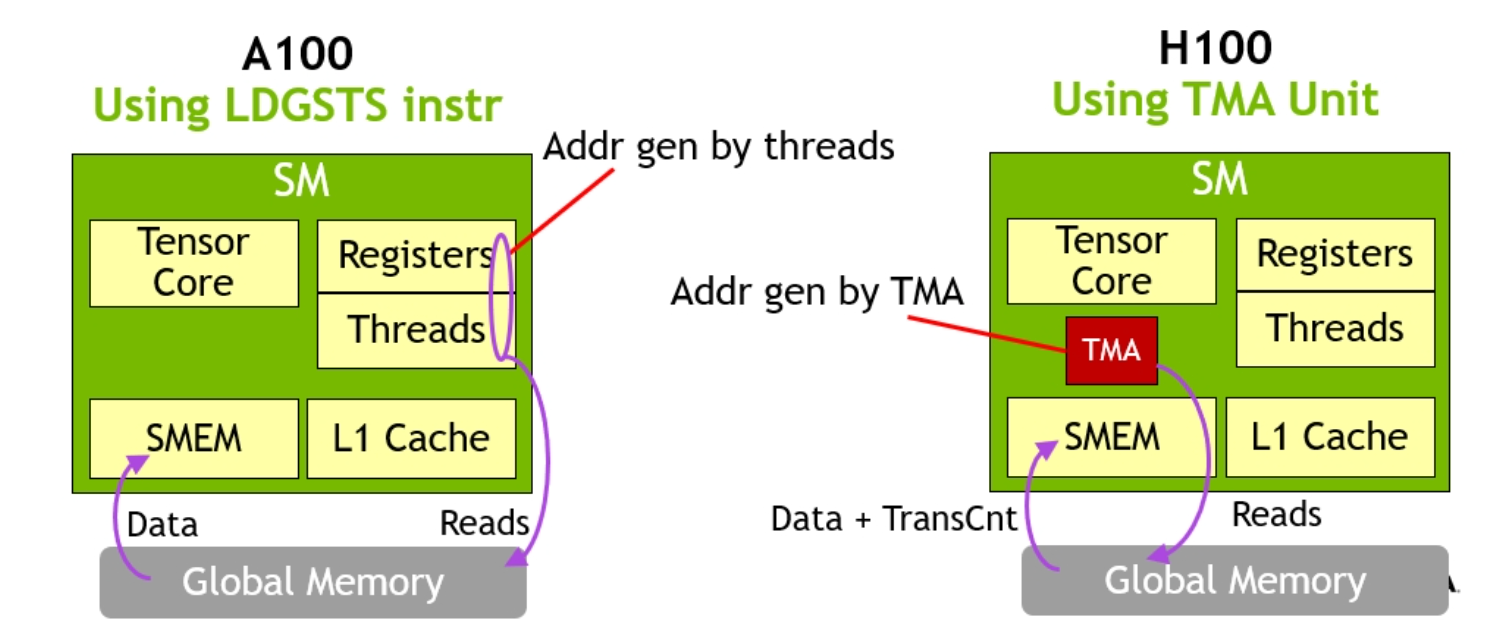 A100
Using LDGSTS instr
Addr gen by threads
SM
Tensor
Core
Registers
Threads
SMEM
L1 Cache
Data
Reads
Global Memory
H100
Using TMA Unit
Addr gen by TMA
SM
Tensor
Core
Registers
Threads
TMA
SMEM
L1 Cache
Data + TransCnt
Reads
Global Memory